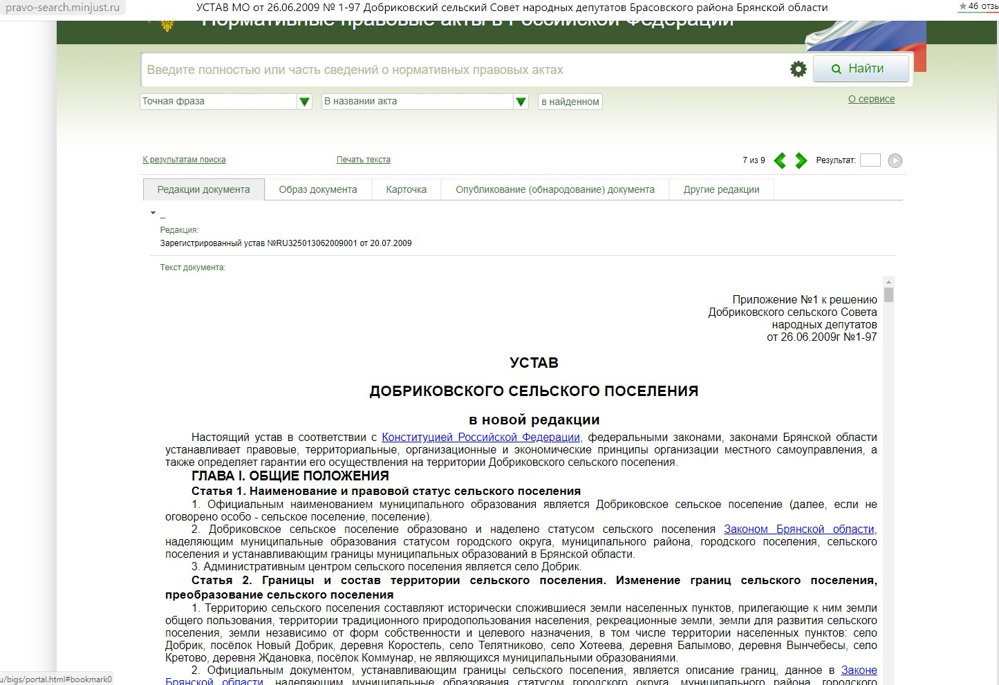 pravo-search.minjust.ru
УСТАВ МО от 26.06.2009 № 1-97 Добриковский сельский Совет народных депутатов Брасовского района Брянской области
46 отзы
Нормативные правовые акты в Российской Федерации
Введите полностью или часть сведений о нормативных правовых актах
Найти
Точная фраза
В названии акта
в найденном
О сервисе
К результатам поиска
Печать текста
7 из 9
Результат:
Редакции документа
Образ документа
Карточка
Опубликование (обнародование) документа
Другие редакции
Редакция:
Зарегистрированный устав №RU325013062009001 от 20.07.2009
Текст документа:
Приложение №1 к решению
Добриковского сельского Совета
народных депутатов
от 26.06.2009г №1-97
УСТАВ
ДОБРИКОВСКОГО СЕЛЬСКОГО ПОСЕЛЕНИЯ
в новой редакции
Настоящий устав в соответствии с Конституцией Российской Федерации, федеральными законами, законами Брянской области
устанавливает правовые, территориальные, организационные и экономические принципы организации местного самоуправления, а
также определяет гарантии его осуществления на территории Добриковского сельского поселения.
ГЛАВА I. ОБЩИЕ ПОЛОЖЕНИЯ
Статья 1. Наименование и правовой статус сельского поселения
1. Официальным наименованием муниципального образования является Добриковское сельское поселение (далее, если не
оговорено особо - сельское поселение, поселение).
2. Добриковское сельское поселение образовано и наделено статусом сельского поселения Законом Брянской области,
наделяющим муниципальные образования статусом городского округа, муниципального района, городского поселения, сельского
поселения и устанавливающим границы муниципальных образований в Брянской области.
3. Административным центром сельского поселения является село Добрик.
Статья 2. Границы и состав территории сельского поселения. Изменение границ сельского поселения,
преобразование сельского поселения
1. Территорию сельского поселения составляют исторически сложившиеся земли населенных пунктов, прилегающие к ним земли
общего пользования, территории традиционного природопользования населения, рекреационные земли, земли для развития сельского
поселения, земли независимо от форм собственности и целевого назначения, в том числе территории населенных пунктов: село
Добрик, посёлок Новый Добрик, деревня Коростель, село Телятниково, село Хотеева, деревня Балымово, деревня Вынчебесы, село
Кретово, деревня Ждановка, посёлок Коммунар, не являющихся муниципальными образованиями.
2. Официальным документом, устанавливающим границы сельского поселения, является описание границ, данное в Законе
Брянской области, наделяющим муниципальные образования статусом городского округа, муниципального района, городского
u/bigs/portal.html#bookmark0